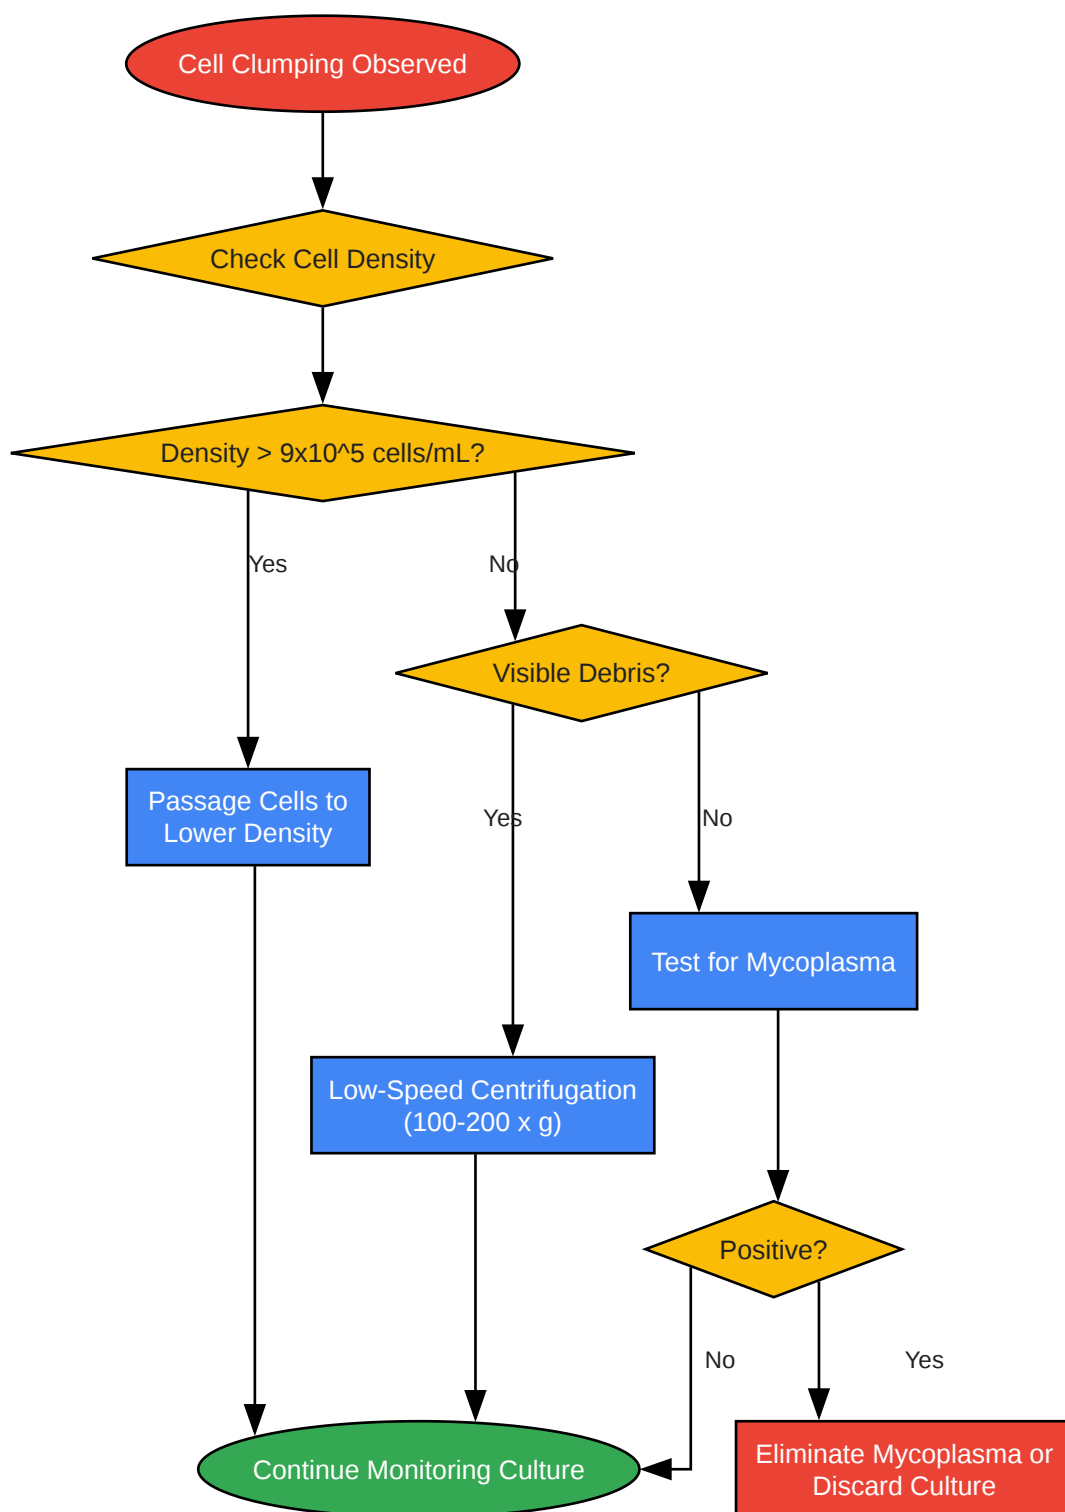 Cell Clumping Observed
Check Cell Density
Density > 9x10^5 cells/mL?
Yes
No
Visible Debris?
Passage Cells to
Lower Density
Yes
No
Test for Mycoplasma
Low-Speed Centrifugation
(100-200 x g)
Positive?
No
Yes
Continue Monitoring Culture
Eliminate Mycoplasma or
Discard Culture